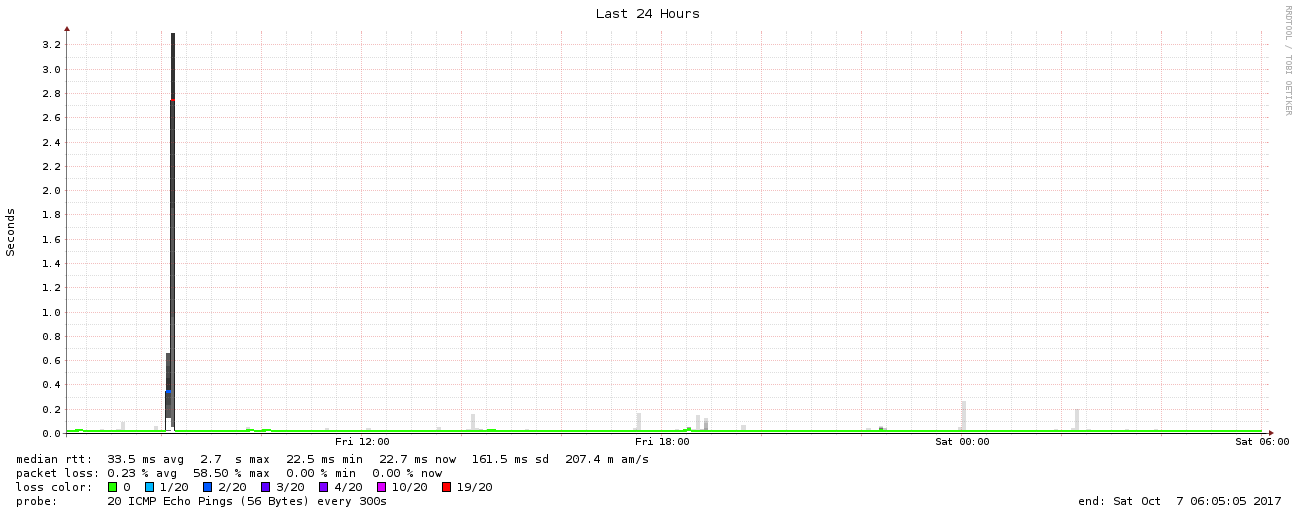 Last 24 Hours
RRDTOOL / TOBI OETIKER
Seconds
3.2
3.0
2.8
2.6
2.4
2.2
2.0
1.8
1.6
1.4
1.2
1.0
0.8
0.6
0.4
0.2
0.0
Fri 12:00 Fri 18:00 Sat 00:00 Sat 06:00
median rtt: 33.5 ms avg 2.7 s max 22.5 ms min 22.7 ms now 161.5 ms sd 207.4 m am/s
packet loss: 0.23 % avg 58.50 % max 0.00 % min 0.00 % now
loss color: 0 1/20 2/20 3/20 4/20 10/20 19/20
probe: 20 ICMP Echo Pings (56 Bytes) every 300s end: Sat Oct 7 06:05:05 2017